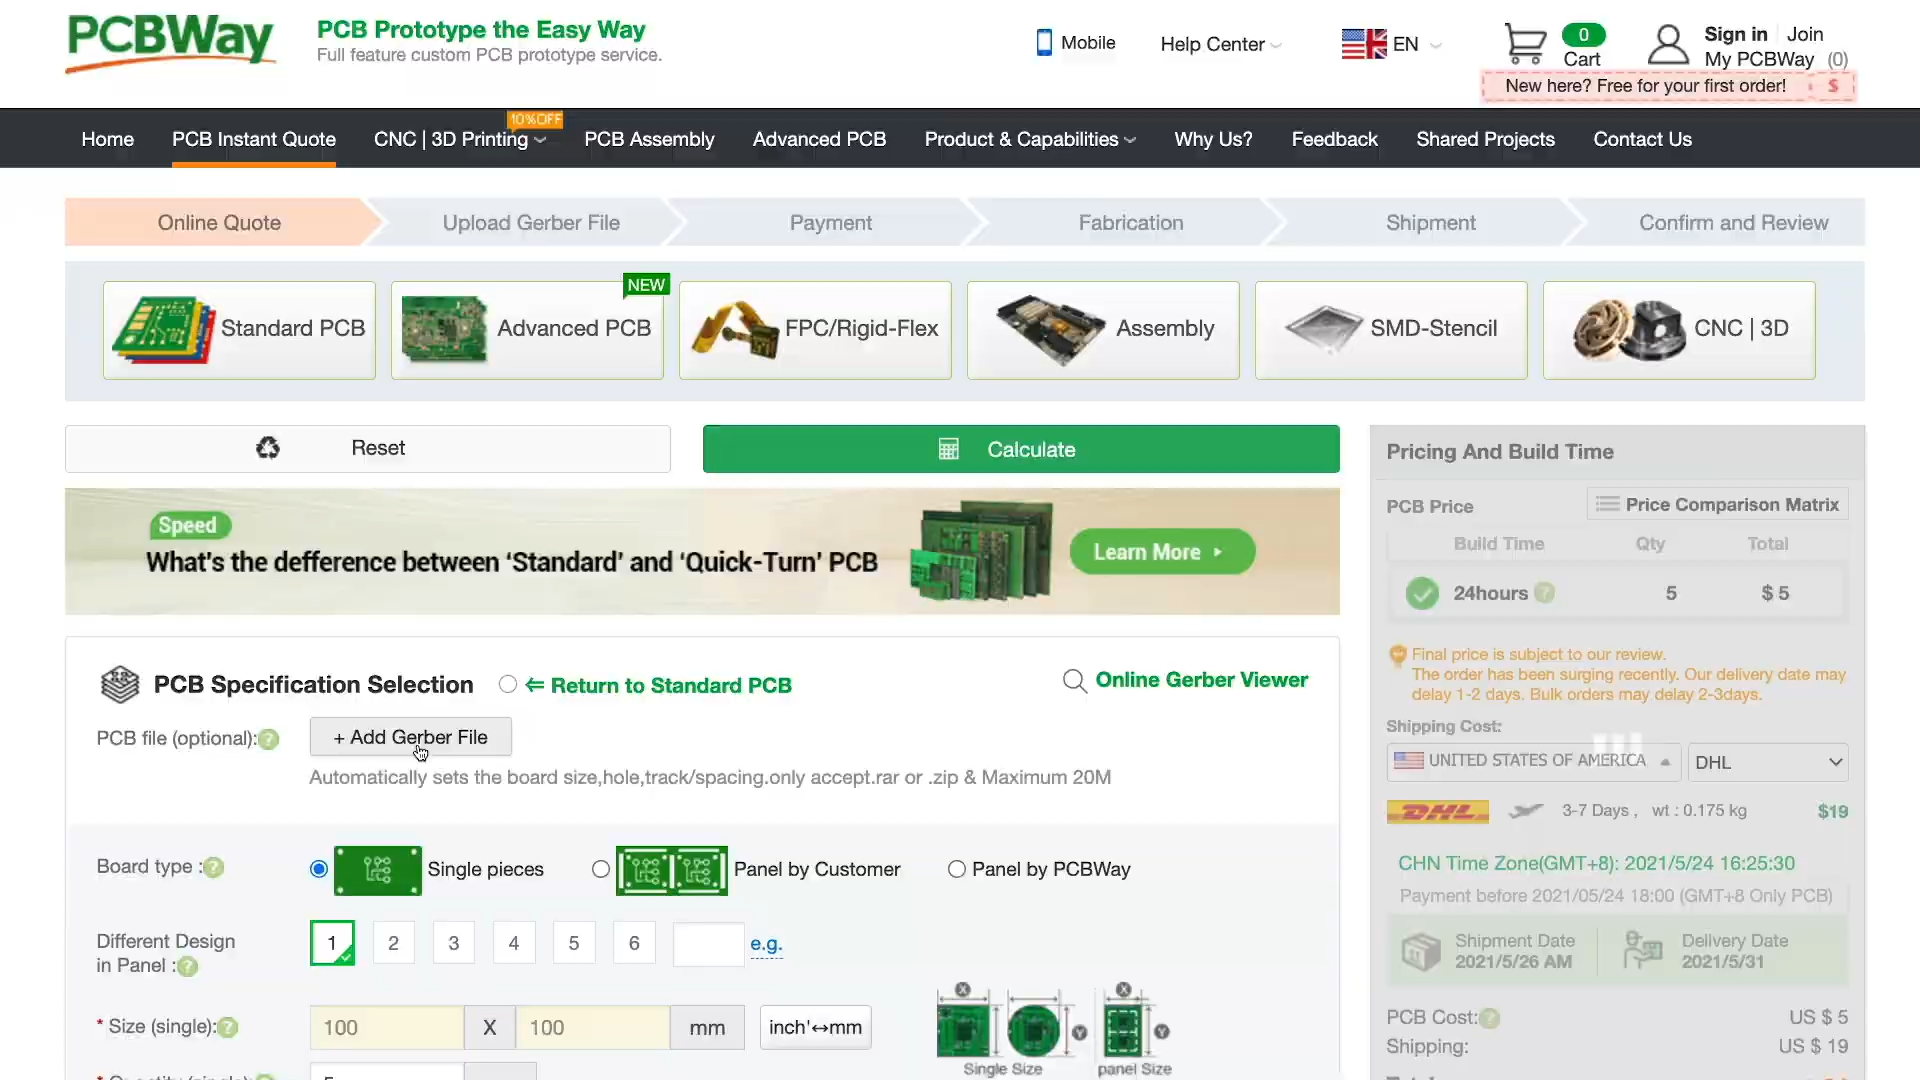 PCBWay
PCB Prototype the Easy Way
Full feature custom PCB prototype service.
Mobile
Help Center
EN
0
Cart
Sign in
Join
My PCBWay (0)
New here? Free for your first order! $
Home
PCB Instant Quote
CNC | 3D Printing
10%OFF
PCB Assembly
Advanced PCB
Product & Capabilities
Why Us?
Feedback
Shared Projects
Contact Us
Online Quote
Upload Gerber File
Payment
Fabrication
Shipment
Confirm and Review
Standard PCB
NEW
Advanced PCB
FPC/Rigid-Flex
Assembly
SMD-Stencil
CNC | 3D
Reset
Calculate
Speed
What's the defference between ‘Standard’ and ‘Quick-Turn’ PCB
Learn More
PCB Specification Selection
⇐ Return to Standard PCB
Online Gerber Viewer
PCB file (optional):?
+ Add Gerber File
Automatically sets the board size,hole,track/spacing.only accept.rar or .zip & Maximum 20M
Board type :?
Single pieces
Panel by Customer
Panel by PCBWay
Different Design
in Panel :?
1
2
3
4
5
6
e.g.
* Size (single):?
100
X
100
mm
inch'↔mm
X
Y
X
Y
Single Size
panel Size
* Quantity (single):
5
Pricing And Build Time
PCB Price
Price Comparison Matrix
Build Time
Qty
Total
24hours ?
5
$ 5
Final price is subject to our review.
The order has been surging recently. Our delivery date may
delay 1-2 days. Bulk orders may delay 2-3days.
Shipping Cost:
UNITED STATES OF AMERICA
DHL
DHL
3-7 Days , wt : 0.175 kg
$19
CHN Time Zone(GMT+8): 2021/5/24 16:25:30
Payment before 2021/05/24 18:00 (GMT+8 Only PCB)
Shipment Date
2021/5/26 AM
Delivery Date
2021/5/31
PCB Cost:?
US $ 5
Shipping:
US $ 19